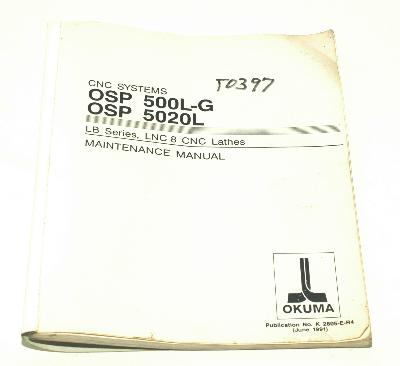 CNC SYSTEMS
T0397
OSP 500L-G
OSP 5020L
LB Series, LNC 8 CNC Lathes
MAINTENANCE MANUAL
OKUMA
Publication No. K 2895-E-R4
(June 1991)